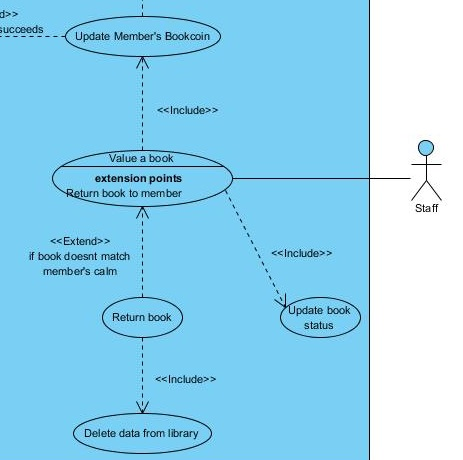 d>>
succeeds
Update Member's Bookcoin
<<Include>>
Value a book
extension points
Return book to member
Staff
<<Extend>>
if book doesnt match
member's calm
<<Include>>
Return book
Update book
status
<<Include>>
Delete data from library